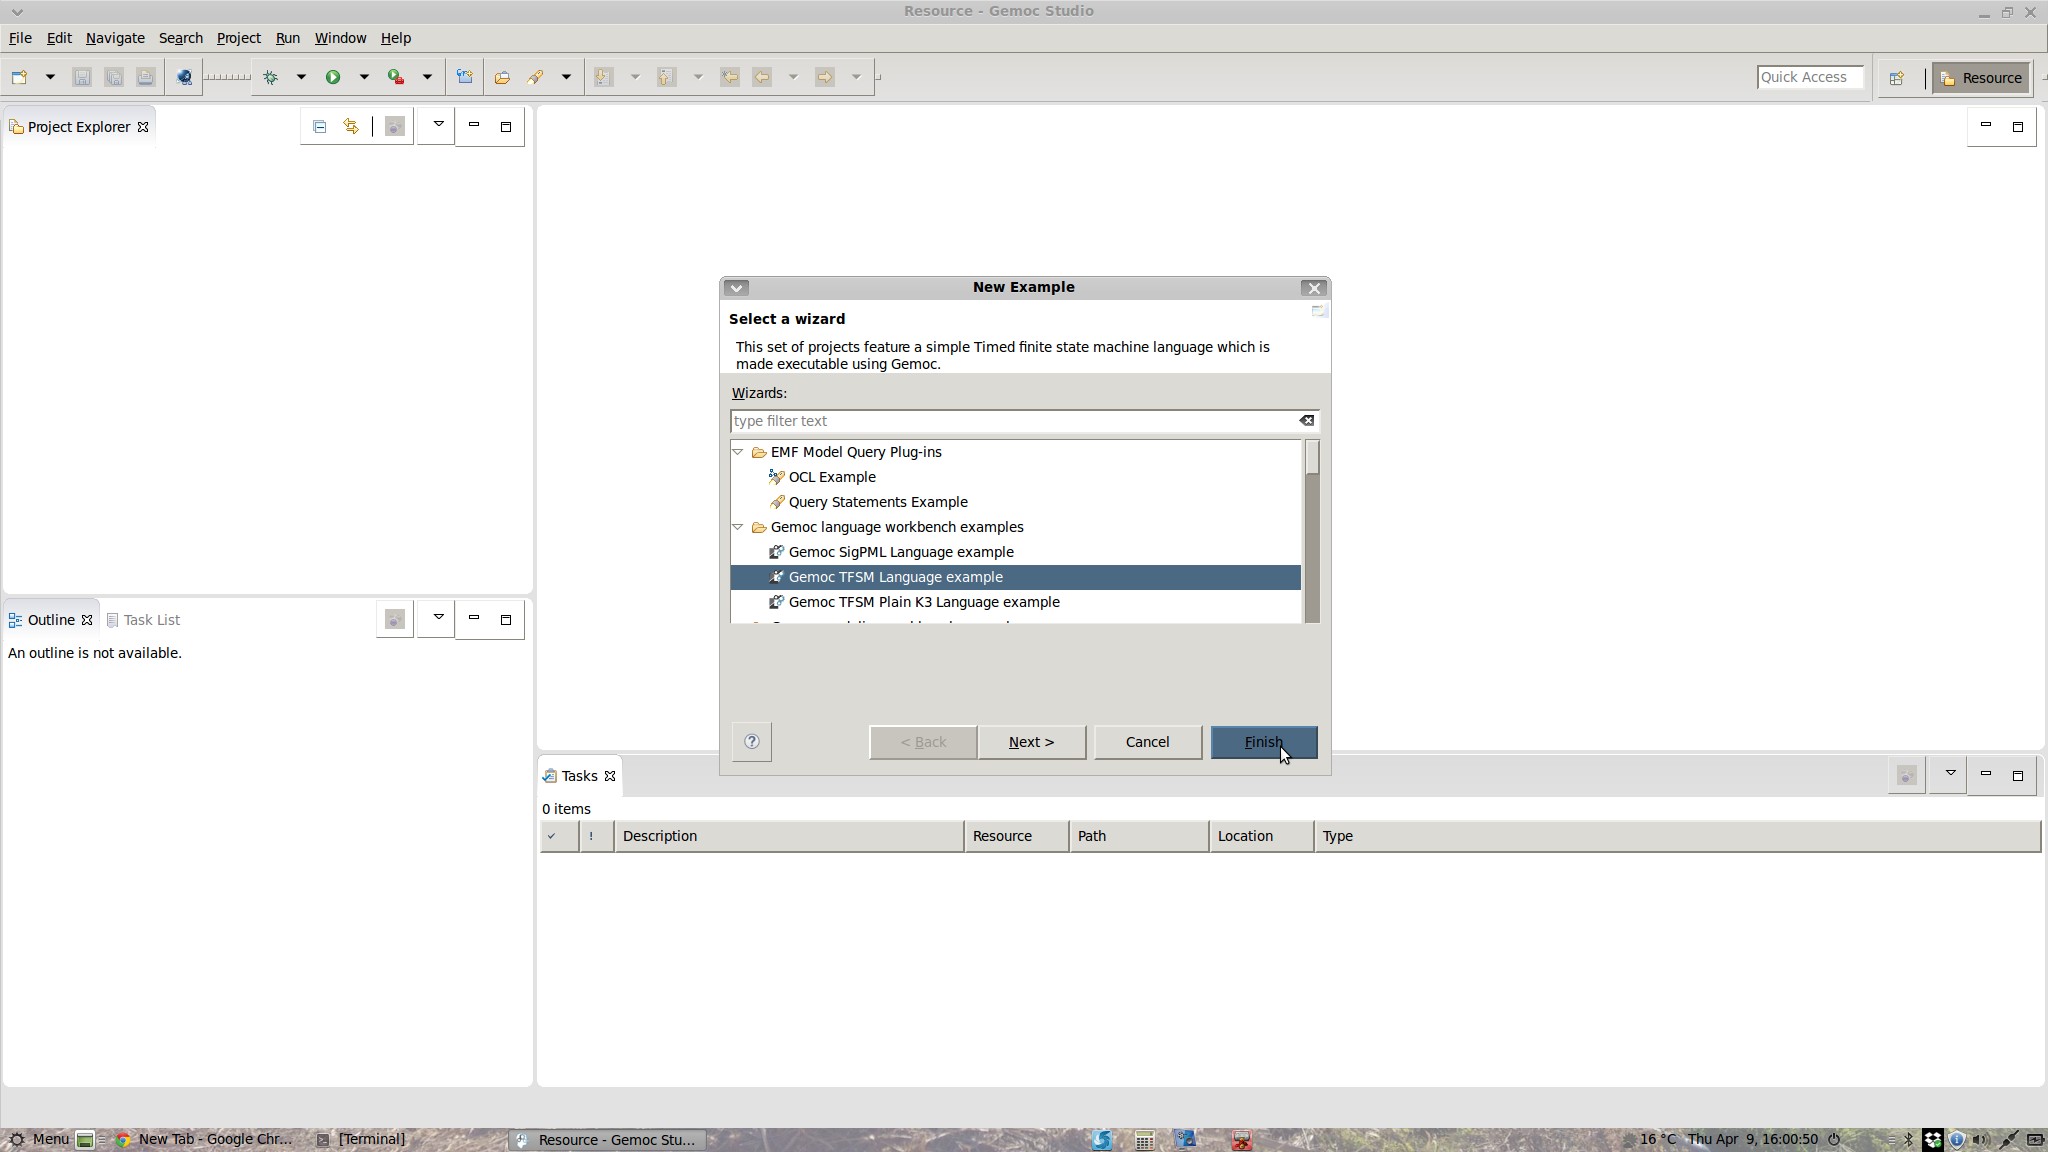 Resource - Gemoc Studio
File Edit Navigate Search Project Run Window Help
Quick Access
Resource
Project Explorer
New Example
Select a wizard
This set of projects feature a simple Timed finite state machine language which is
made executable using Gemoc.
Wizards:
type filter text
EMF Model Query Plug-ins
OCL Example
Query Statements Example
Gemoc language workbench examples
Gemoc SigPML Language example
Gemoc TFSM Language example
Gemoc TFSM Plain K3 Language example
< Back Next > Cancel Finish
Outline Task List
An outline is not available.
Tasks
0 items
! Description Resource Path Location Type
Menu New Tab - Google Chr... [Terminal] Resource - Gemoc Stu... 16 °C Thu Apr 9, 16:00:50